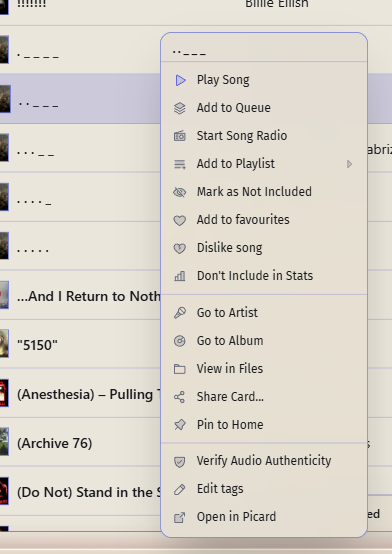 !!!!!!!
Billie Eilish
. _ _ _ _
. . _ _ _
. . _ _ _
Play Song
Add to Queue
Start Song Radio
. . . _ _
Add to Playlist
Mark as Not Included
. . . . _
Add to favourites
. . . . .
Dislike song
Don't Include in Stats
...And I Return to Noth
Go to Artist
"5150"
Go to Album
View in Files
(Anesthesia) – Pulling T
Share Card...
Pin to Home
(Archive 76)
Verify Audio Authenticity
(Do Not) Stand in the S
Edit tags
Open in Picard